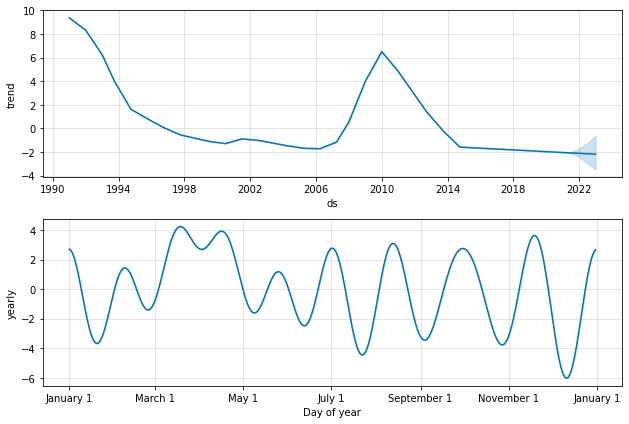 10
8
6
4
2
0
−2
−4
trend
1990 1994 1998 2002 2006 2010 2014 2018 2022
ds
4
2
0
−2
−4
−6
yearly
January 1 March 1 May 1 July 1 September 1 November 1 January 1
Day of year